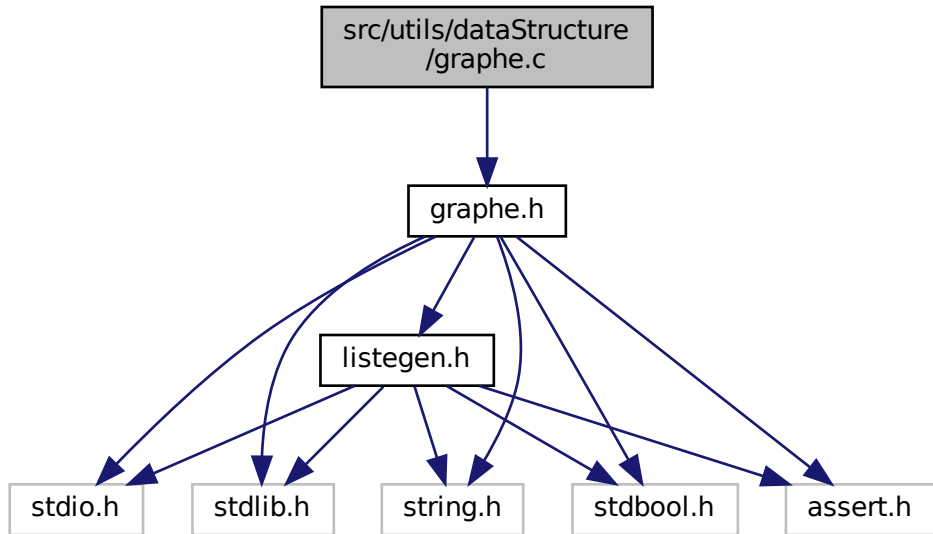 src/utils/dataStructure
/graphe.c
graphe.h
listegen.h
stdio.h
stdlib.h
string.h
stdbool.h
assert.h